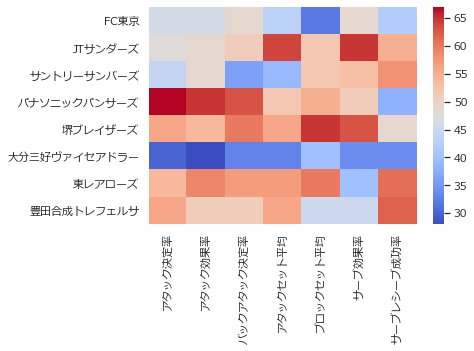 FC東京
JTサンダーズ
サントリーサンバーズ
パナソニックパンサーズ
堺ブレイザーズ
大分三好ヴァイセアドラー
東レアローズ
豊田合成トレフェルサ
アタック決定率
アタック効果率
バックアタック決定率
アタックセット平均
ブロックセット平均
サーブ効果率
サーブレシーブ成功率
65
60
55
50
45
40
35
30